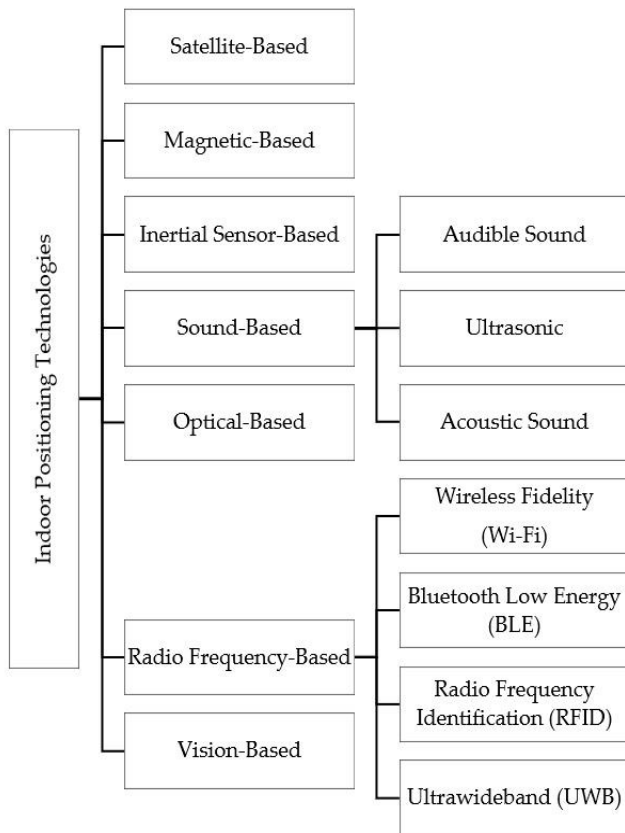 Indoor Positioning Technologies
Satellite-Based
Magnetic-Based
Inertial Sensor-Based
Sound-Based
Audible Sound
Ultrasonic
Acoustic Sound
Optical-Based
Radio Frequency-Based
Wireless Fidelity
(Wi-Fi)
Bluetooth Low Energy
(BLE)
Radio Frequency
Identification (RFID)
Ultrawideband (UWB)
Vision-Based